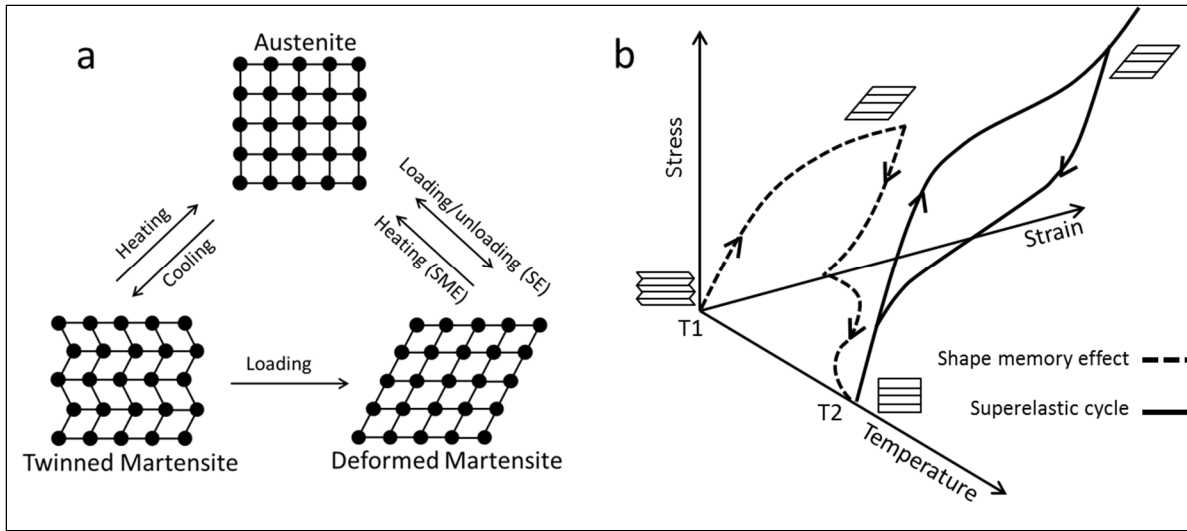 a
Austenite
Heating
Cooling
Loading/unloading (SE)
Heating (SME)
Loading
Twinned Martensite
Deformed Martensite
b
Stress
Strain
T1
T2
Temperature
Shape memory effect
Superelastic cycle